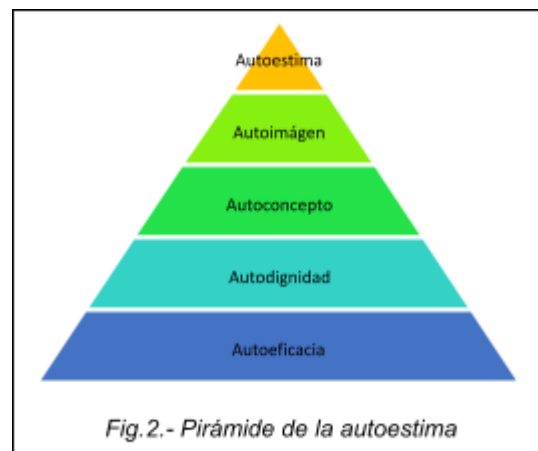 Autoestima
Autoimágen
Autoconcepto
Autodignidad
Autoeficacia
Fig.2.- Pirámide de la autoestima